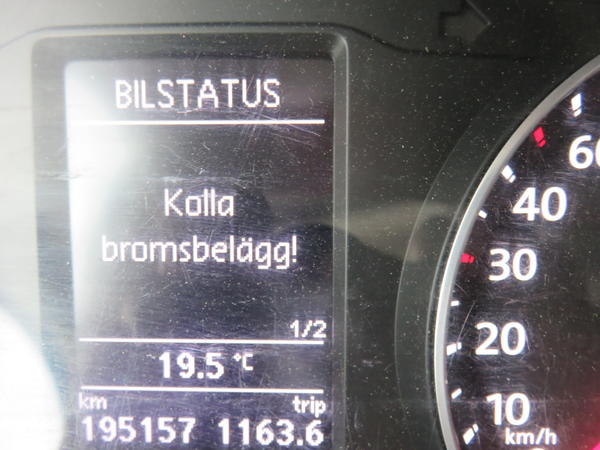 BILSTATUS
Kolla
bromsbelägg!
1/2
19.5 °C
km trip
195157 1163.6
60
40
30
20
10
km/h